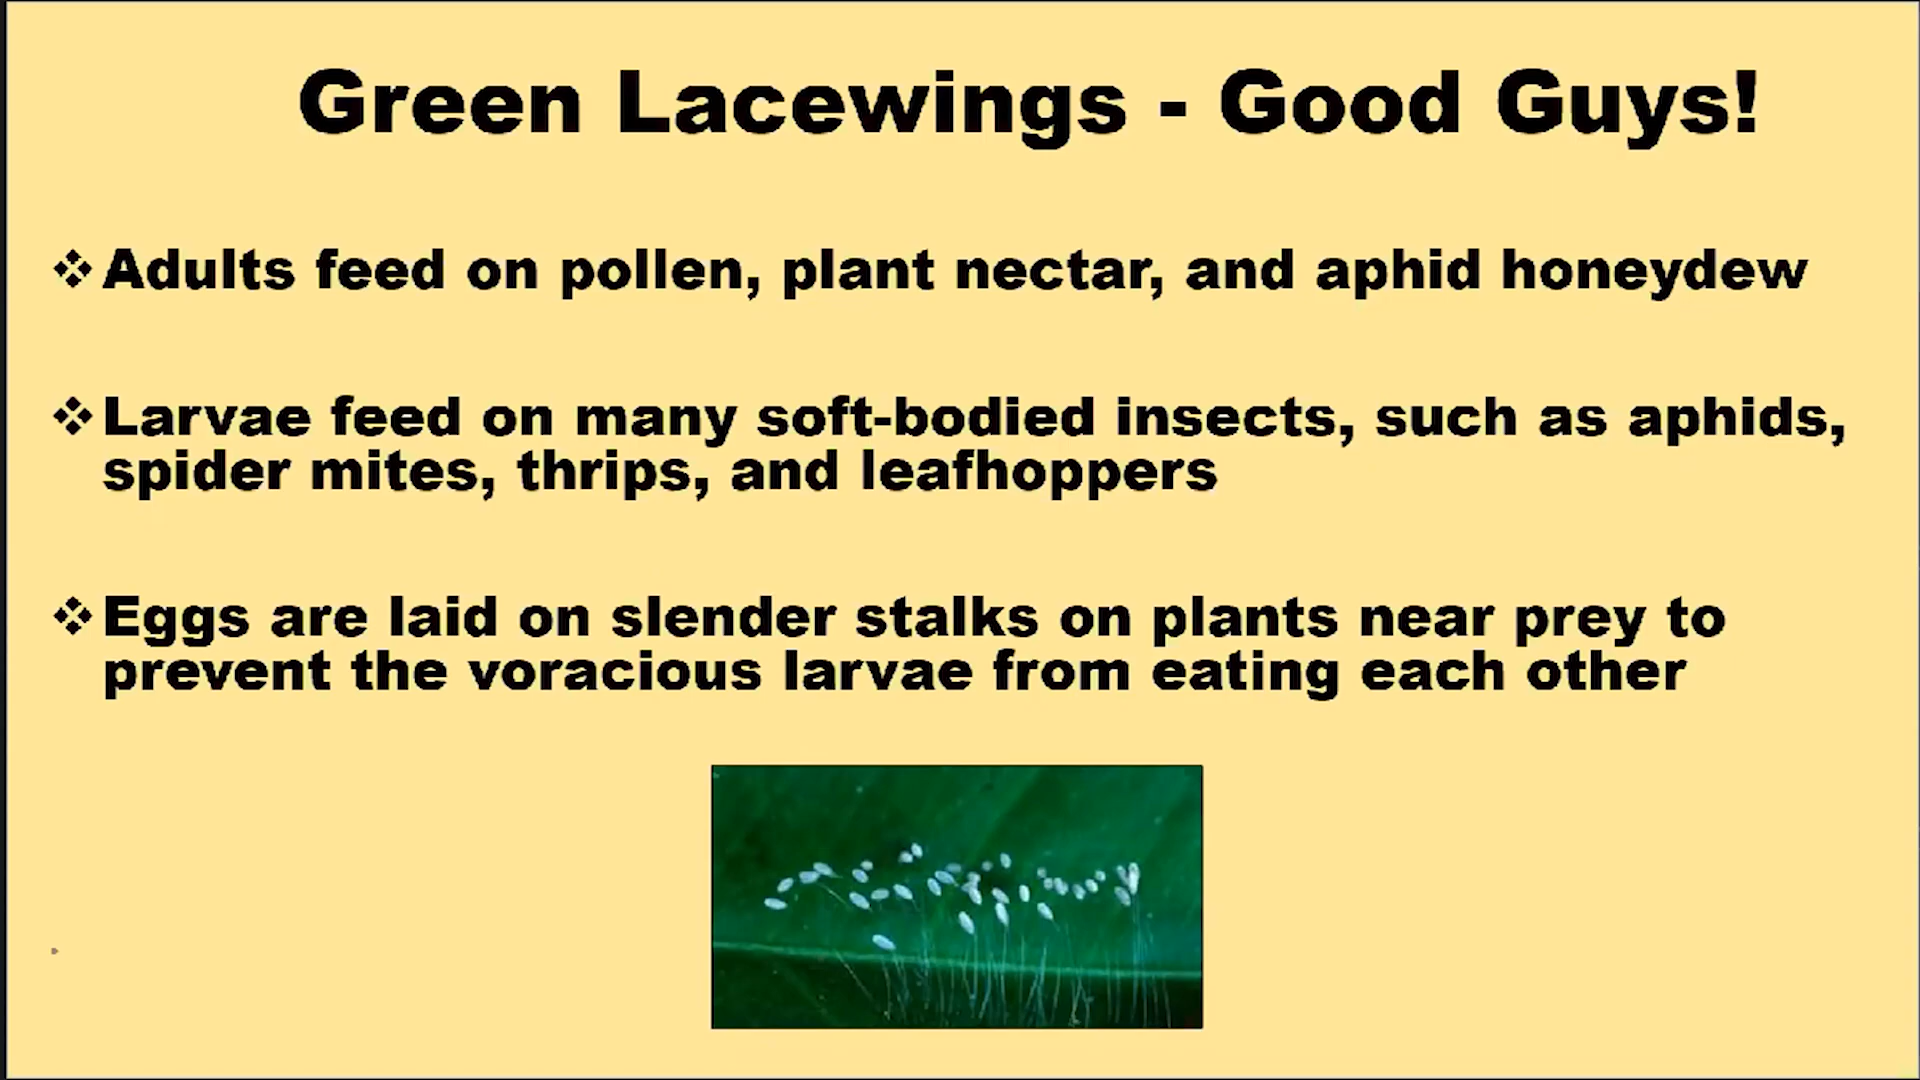 Green Lacewings - Good Guys!
❖Adults feed on pollen, plant nectar, and aphid honeydew
❖Larvae feed on many soft-bodied insects, such as aphids,
spider mites, thrips, and leafhoppers
❖Eggs are laid on slender stalks on plants near prey to
prevent the voracious larvae from eating each other